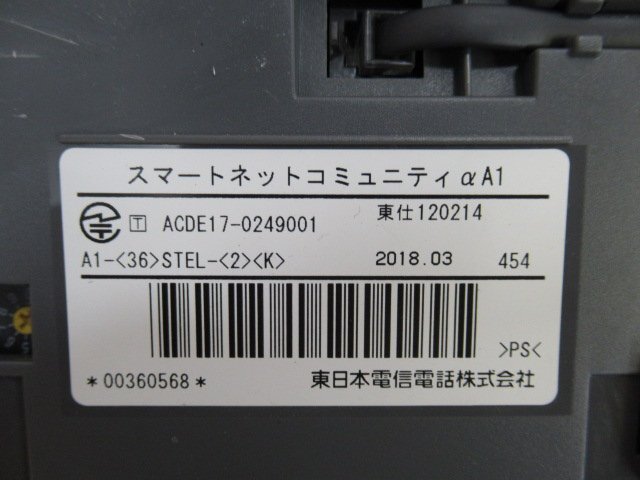 スマートネットコミュニティαA1
T ACDE17-0249001 東仕120214
A1-<36>STEL-<2><K> 2018.03 454
>PS<
*00360568* 東日本電信電話株式会社